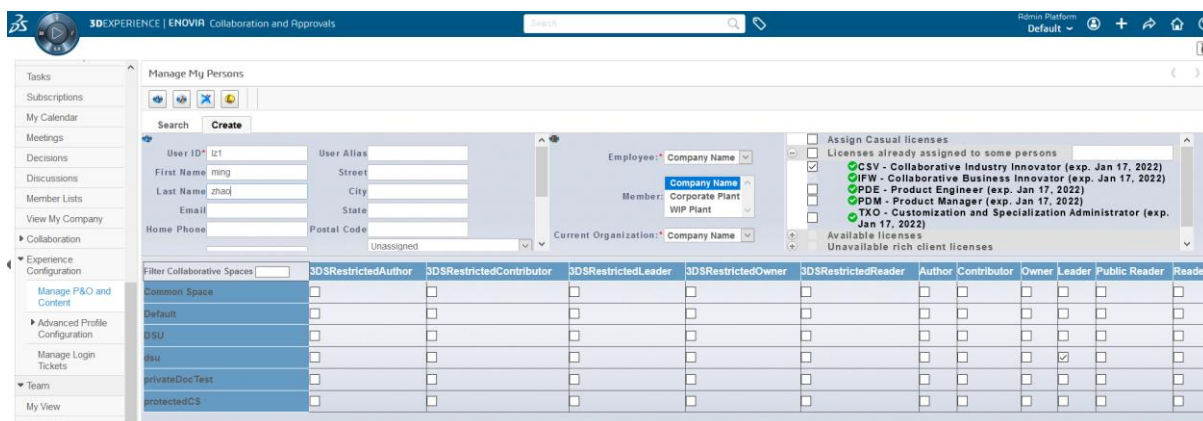 3DEXPERIENCE | ENOVIA Collaboration and Approvals
Search
Admin Platform
Default
Tasks
Subscriptions
My Calendar
Meetings
Decisions
Discussions
Member Lists
View My Company
Collaboration
Experience
Configuration
Manage P&O and
Content
Advanced Profile
Configuration
Manage Login
Tickets
Team
My View
Manage My Persons
Search Create
User ID* lz1 User Alias
First Name ming Street
Last Name zhao City
Email State
Home Phone Postal Code
Unassigned
Employee:* Company Name
Member: Company Name
Corporate Plant
WIP Plant
Current Organization:* Company Name
Assign Casual licenses
Licenses already assigned to some persons
CSV - Collaborative Industry Innovator (exp. Jan 17, 2022)
IFW - Collaborative Business Innovator (exp. Jan 17, 2022)
PDE - Product Engineer (exp. Jan 17, 2022)
PDM - Product Manager (exp. Jan 17, 2022)
TXO - Customization and Specialization Administrator (exp.
Jan 17, 2022)
Available licenses
Unavailable rich client licenses
Filter Collaborative Spaces 3DSRestrictedAuthor 3DSRestrictedContributor 3DSRestrictedLeader 3DSRestrictedOwner 3DSRestrictedReader Author Contributor Owner Leader Public Reader Reade
Common Space
Default
DSU
dsu
privateDocTest
protectedCS